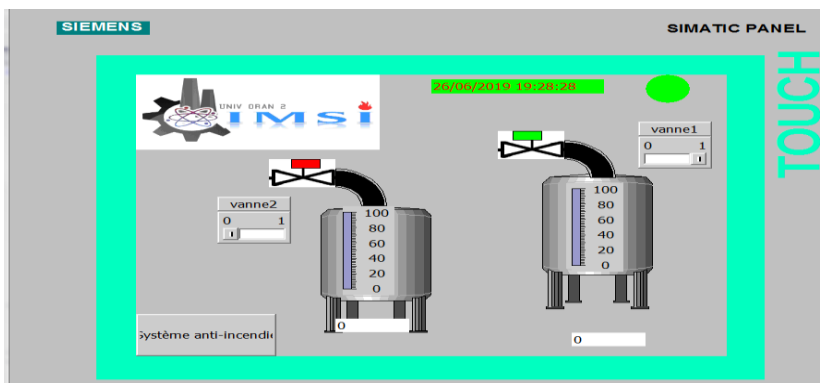 SIEMENS
SIMATIC PANEL
TOUCH
UNIV ORAN 2
IMSI
26/06/2019 19:28:28
vanne1
0 1
vanne2
0 1
100
80
60
40
20
0
0
100
80
60
40
20
0
0
Système anti-incendi